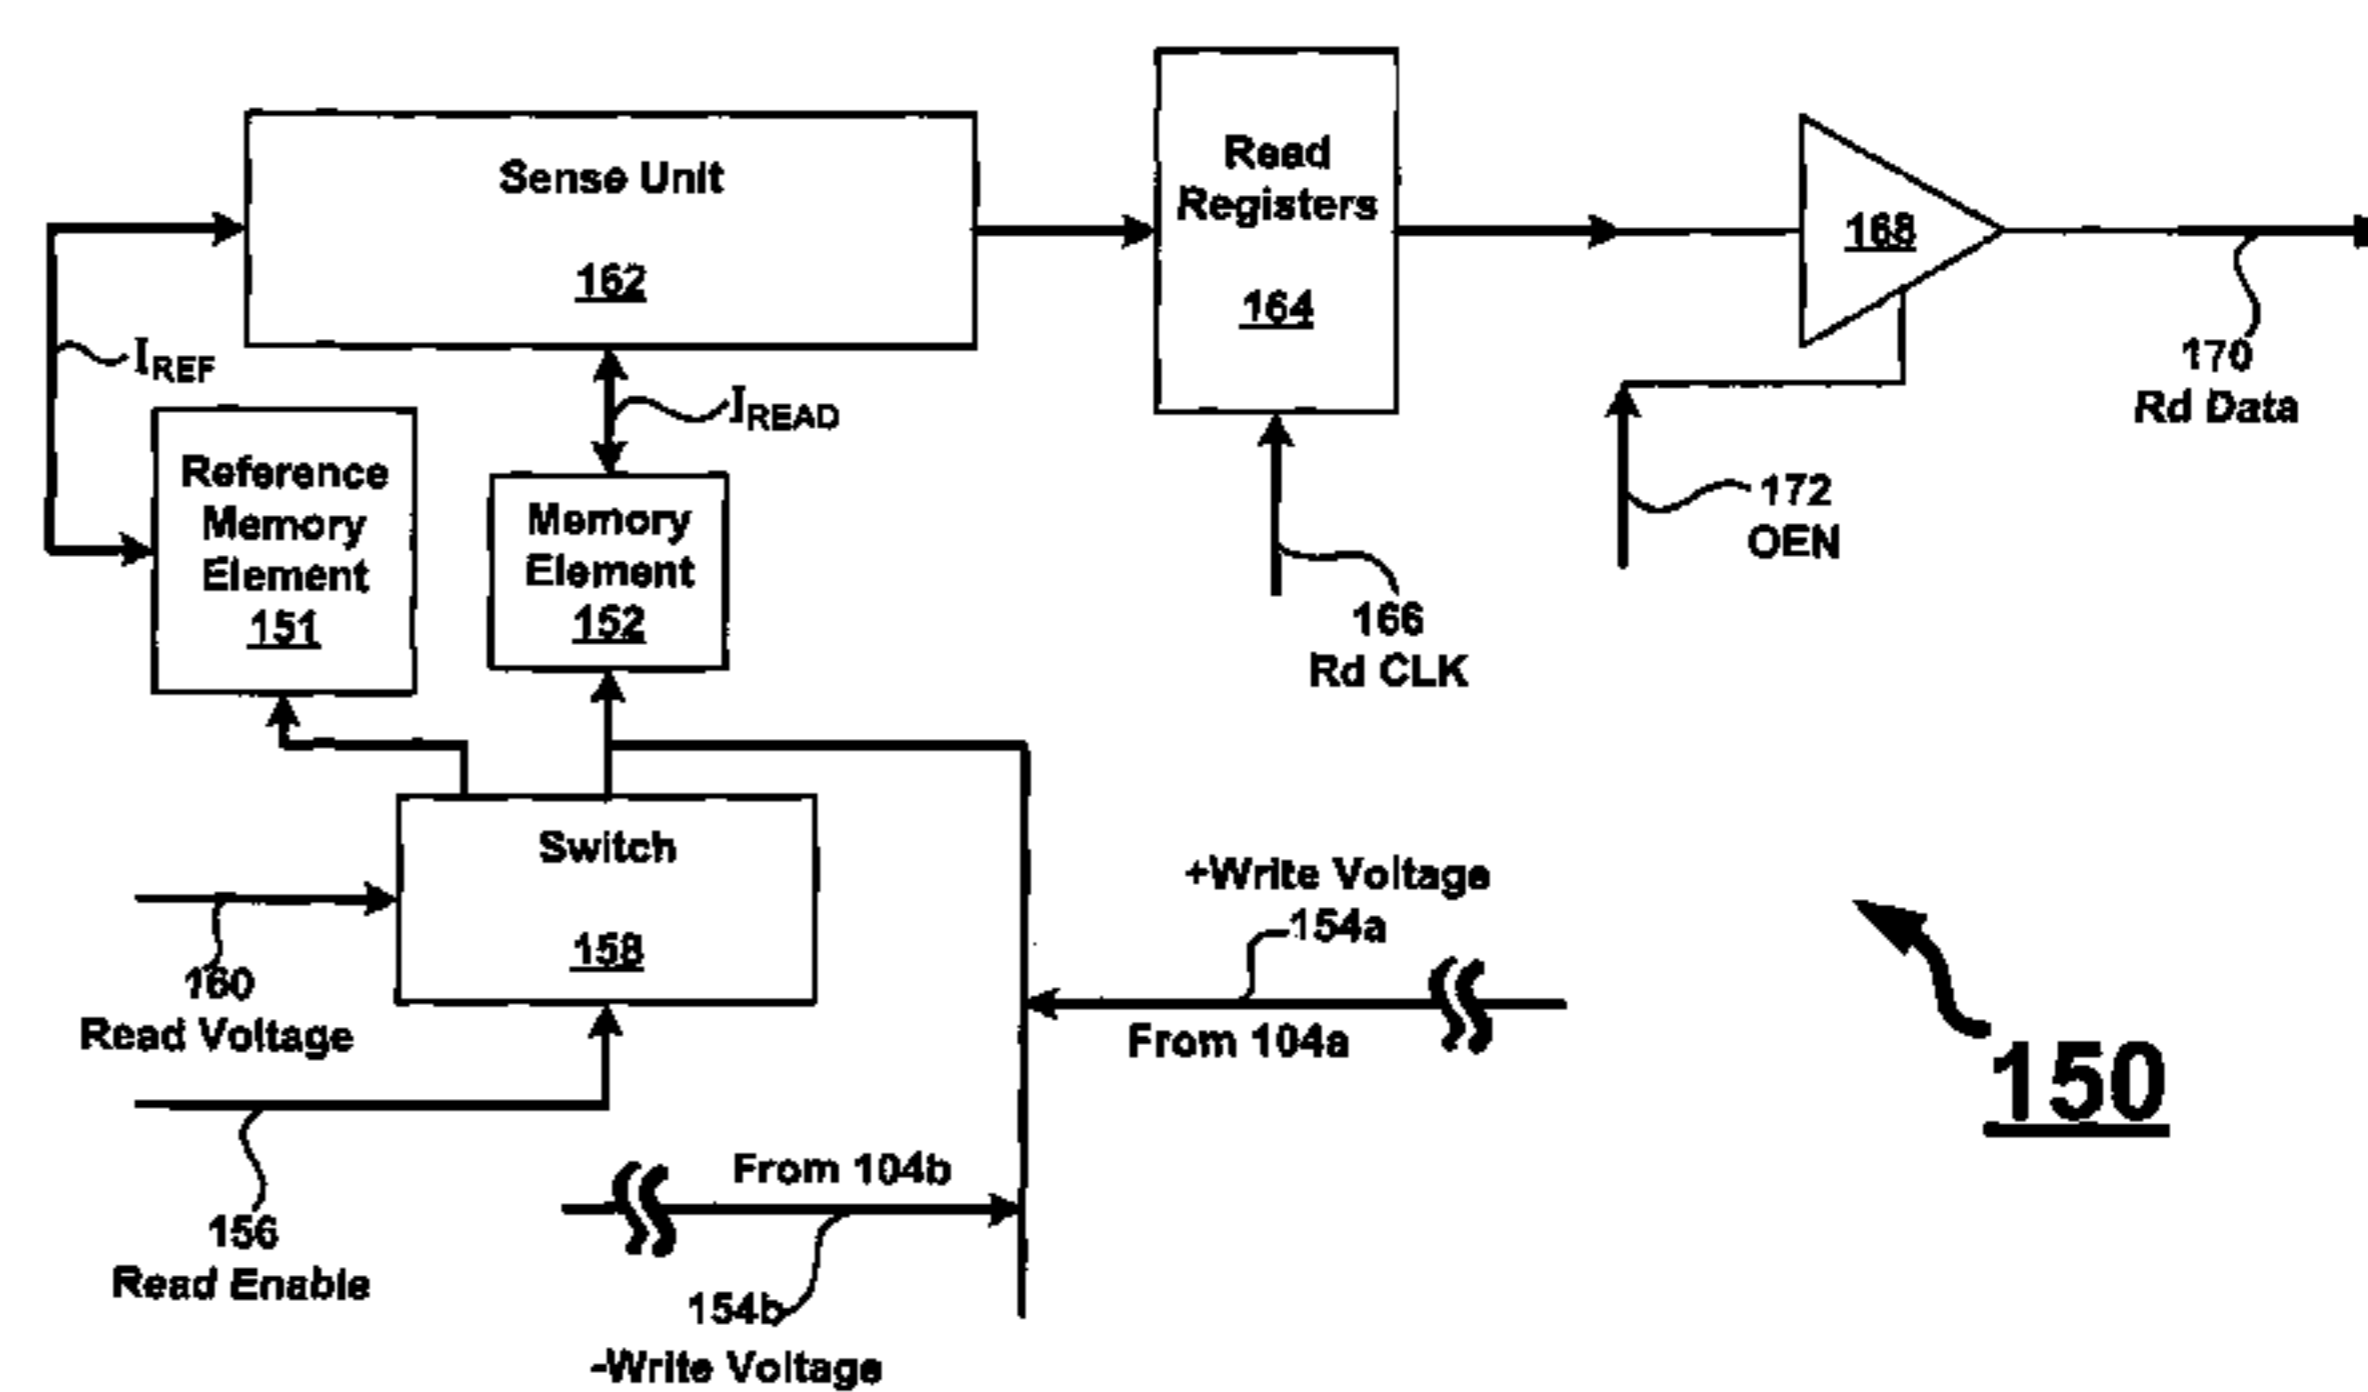 Sense Unit
162
Read
Registers
164
168
170
Rd Data
IREF
IREAD
Reference
Memory
Element
151
Memory
Element
152
172
OEN
166
Rd CLK
Switch
158
160
Read Voltage
+Write Voltage
154a
From 104a
150
156
Read Enable
From 104b
154b
-Write Voltage